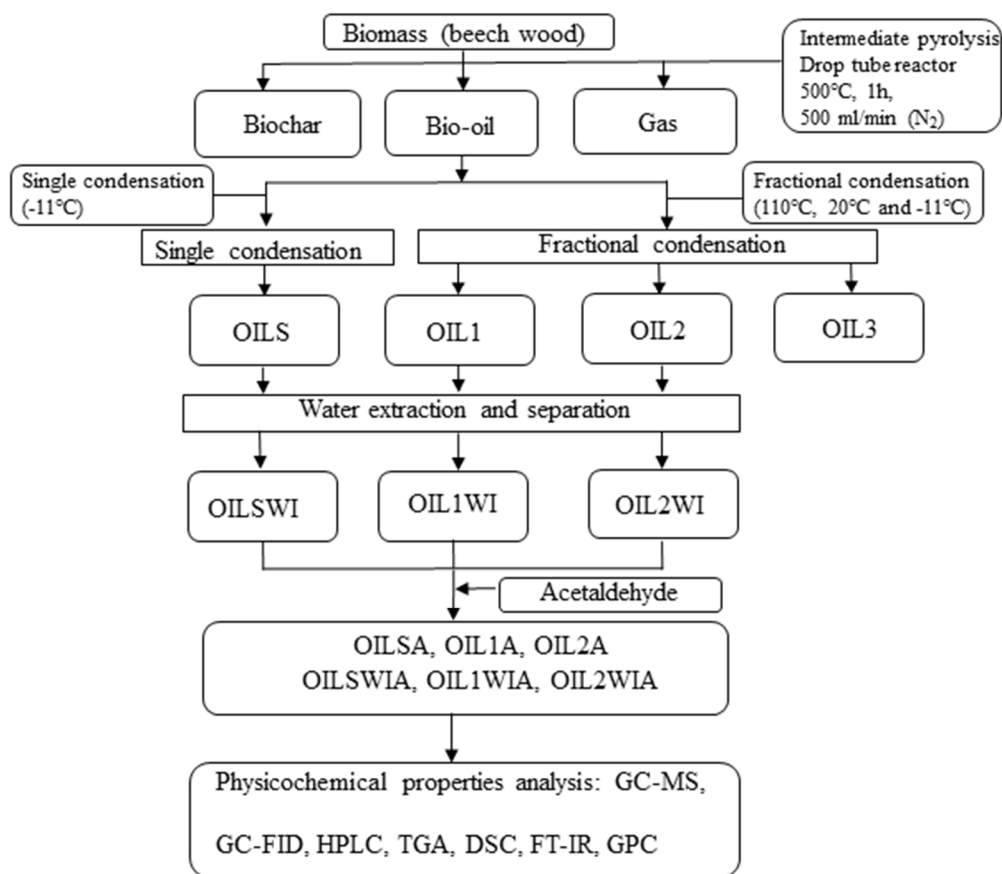 Biomass (beech wood)
Intermediate pyrolysis
Drop tube reactor
500°C, 1h,
500 ml/min (N₂)
Biochar
Bio-oil
Gas
Single condensation
(-11°C)
Fractional condensation
(110°C, 20°C and -11°C)
Single condensation
Fractional condensation
OILS
OIL1
OIL2
OIL3
Water extraction and separation
OILSWI
OIL1WI
OIL2WI
Acetaldehyde
OILSA, OIL1A, OIL2A
OILSWIA, OIL1WIA, OIL2WIA
Physicochemical properties analysis: GC-MS,
GC-FID, HPLC, TGA, DSC, FT-IR, GPC